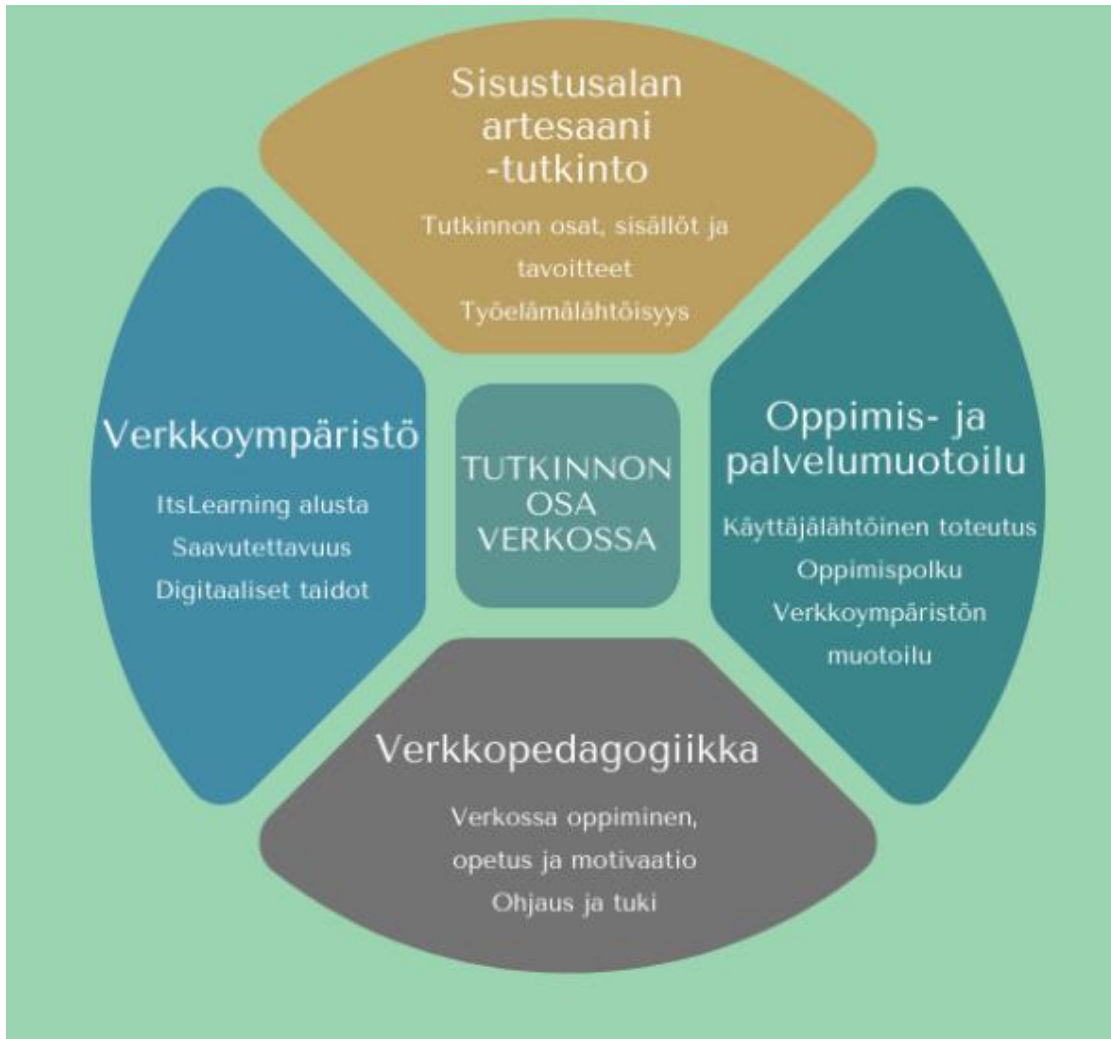 Sisustusalan
artesaani
-tutkinto
Tutkinnon osat, sisällöt ja
tavoitteet
Työelämälähtöisyys
Verkkoympäristö
ItsLearning alusta
Saavutettavuus
Digitaaliset taidot
TUTKINNON
OSA
VERKOSSA
Oppimis- ja
palvelumuotoilu
Käyttäjälähtöinen toteutus
Oppimispolku
Verkkoympäristön
muotoilu
Verkkopedagogiikka
Verkossa oppiminen,
opetus ja motivaatio
Ohjaus ja tuki